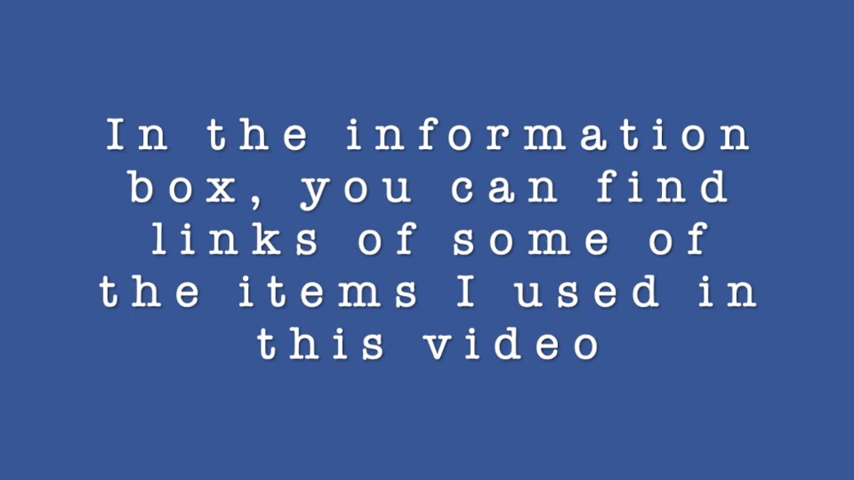 In the information
box, you can find
links of some of
the items I used in
this video